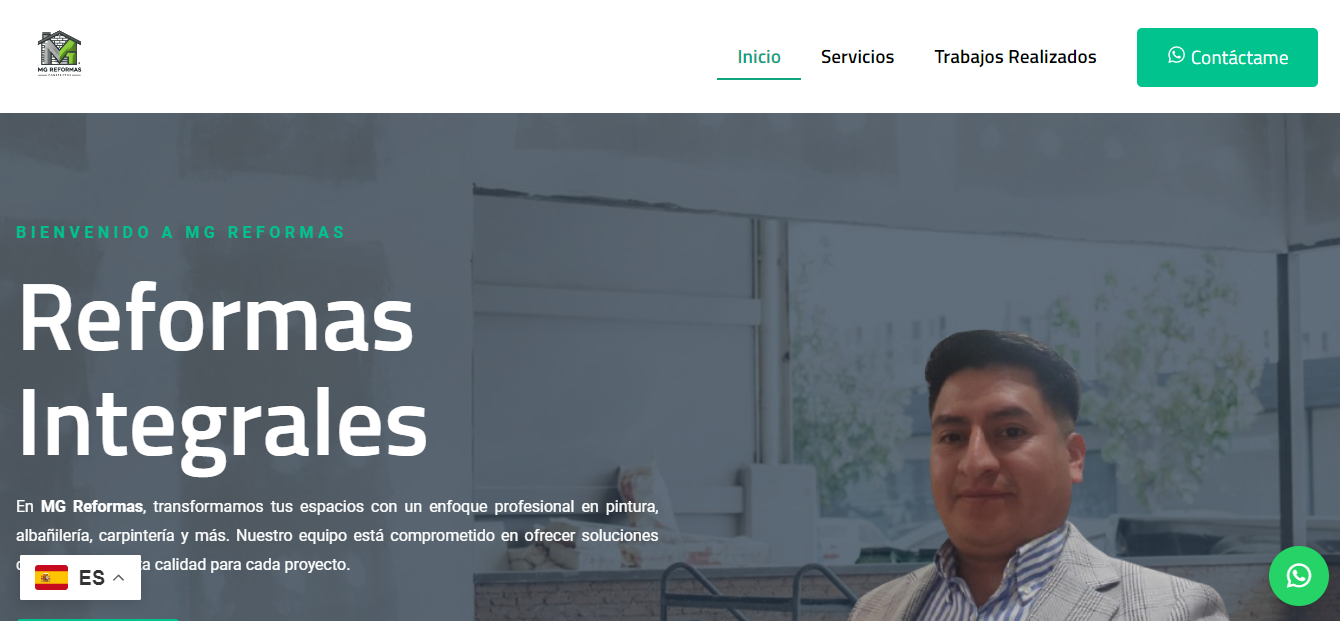 MG REFORMAS
Inicio
Servicios
Trabajos Realizados
Contáctame
BIENVENIDO A MG REFORMAS
Reformas
Integrales
En MG Reformas, transformamos tus espacios con un enfoque profesional en pintura,
albañilería, carpintería y más. Nuestro equipo está comprometido en ofrecer soluciones
calidad para cada proyecto.
ES